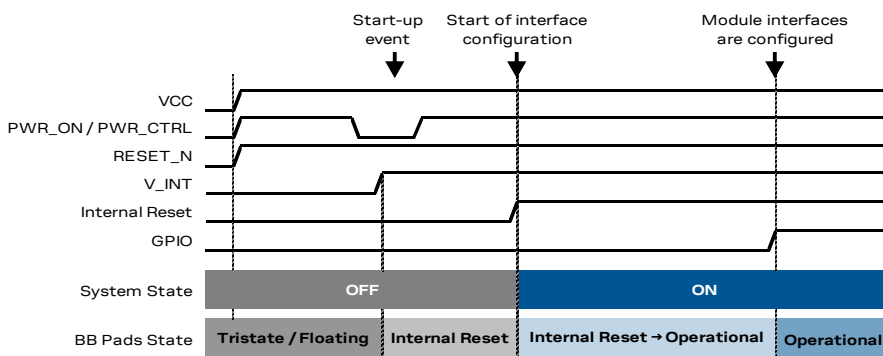 Start-up event
Start of interface configuration
Module interfaces are configured
VCC
PWR_ON / PWR_CTRL
RESET_N
V_INT
Internal Reset
GPIO
System State OFF ON
BB Pads State Tristate / Floating Internal Reset Internal Reset → Operational Operational